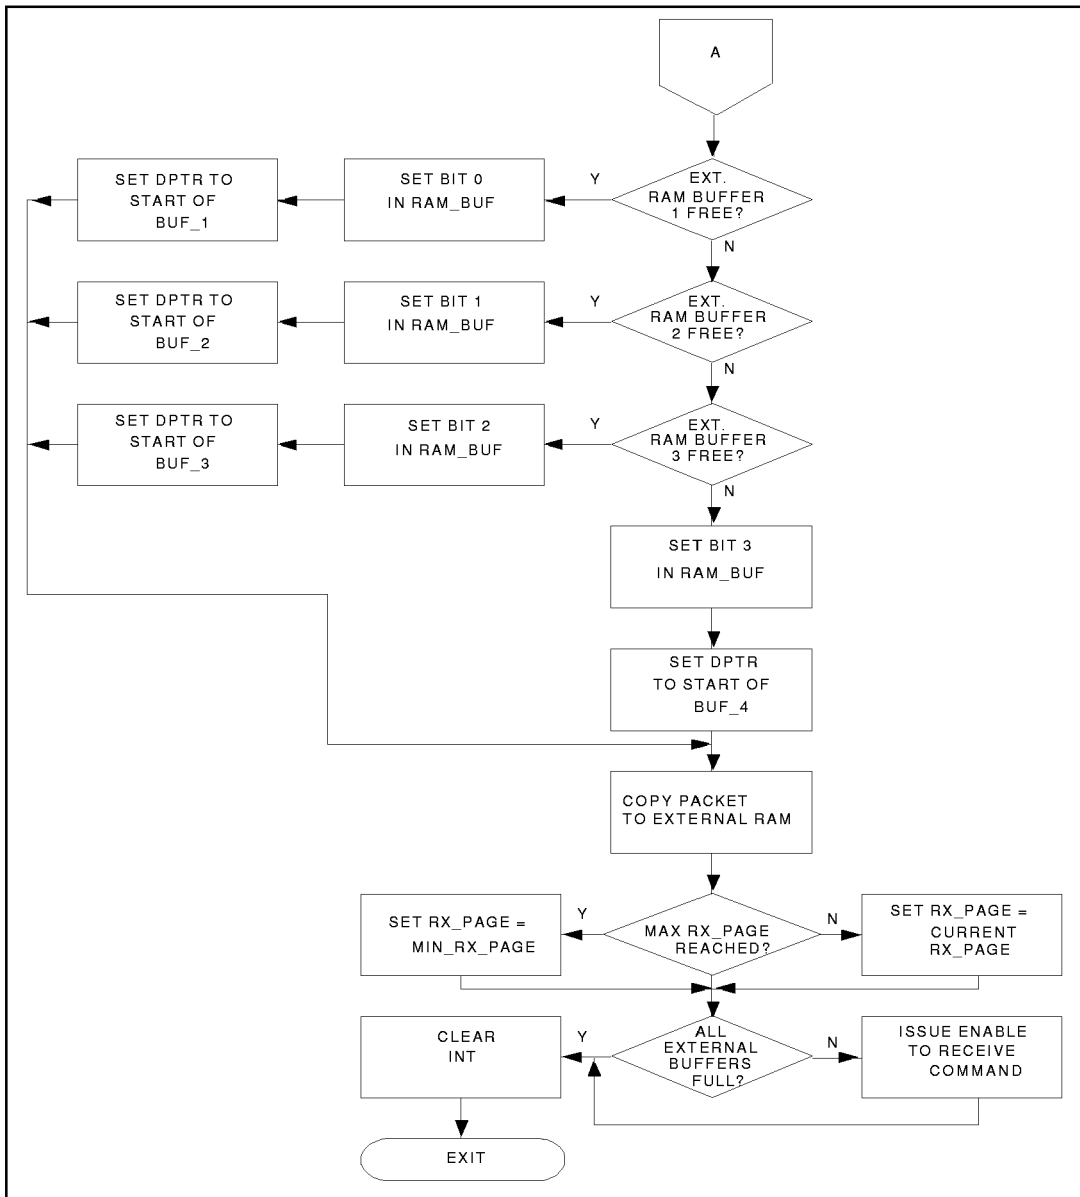 A
EXT.
RAM BUFFER
1 FREE?
Y
SET BIT 0
IN RAM_BUF
SET DPTR TO
START OF
BUF_1
N
EXT.
RAM BUFFER
2 FREE?
Y
SET BIT 1
IN RAM_BUF
SET DPTR TO
START OF
BUF_2
N
EXT.
RAM BUFFER
3 FREE?
Y
SET BIT 2
IN RAM_BUF
SET DPTR TO
START OF
BUF_3
N
SET BIT 3
IN RAM_BUF
SET DPTR
TO START OF
BUF_4
COPY PACKET
TO EXTERNAL RAM
MAX RX_PAGE
REACHED?
Y
SET RX_PAGE =
MIN_RX_PAGE
N
SET RX_PAGE =
CURRENT
RX_PAGE
ALL
EXTERNAL
BUFFERS
FULL?
Y
CLEAR
INT
N
ISSUE ENABLE
TO RECEIVE
COMMAND
EXIT